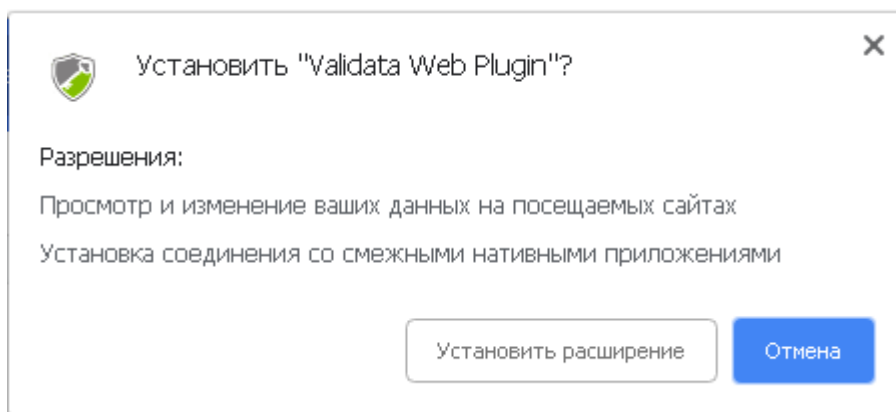 Установить "Validata Web Plugin"?
Разрешения:
Просмотр и изменение ваших данных на посещаемых сайтах
Установка соединения со смежными нативными приложениями
Установить расширение
Отмена